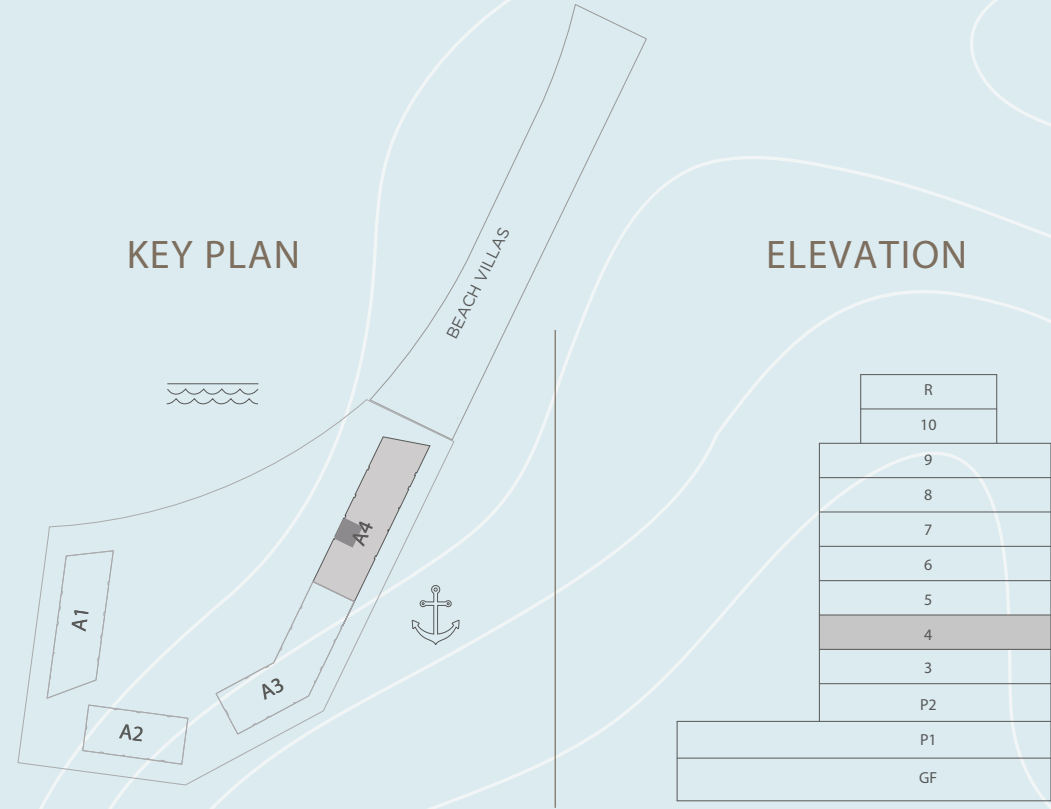 KEY PLAN
BEACH VILLAS
A4
A1
A3
A2
ELEVATION
R
10
9
8
7
6
5
4
3
P2
P1
GF